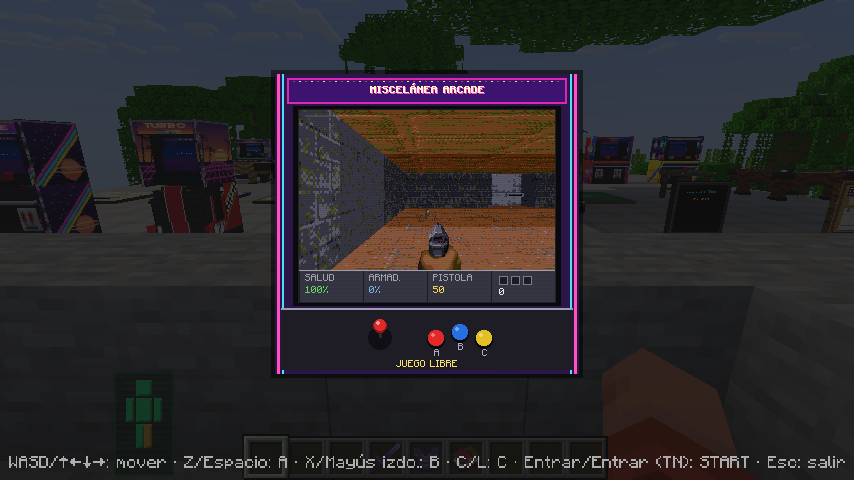 MISCELÁNEA ARCADE
TURBO
SALUD ARMAD. PISTOLA
100% 0% 50 0
A B C
JUEGO LIBRE
WASD/↑←↓→: mover · Z/Espacio: A · X/Mayús izdo.: B · C/L: C · Entrar/Entrar (TN): START · Esc: salir